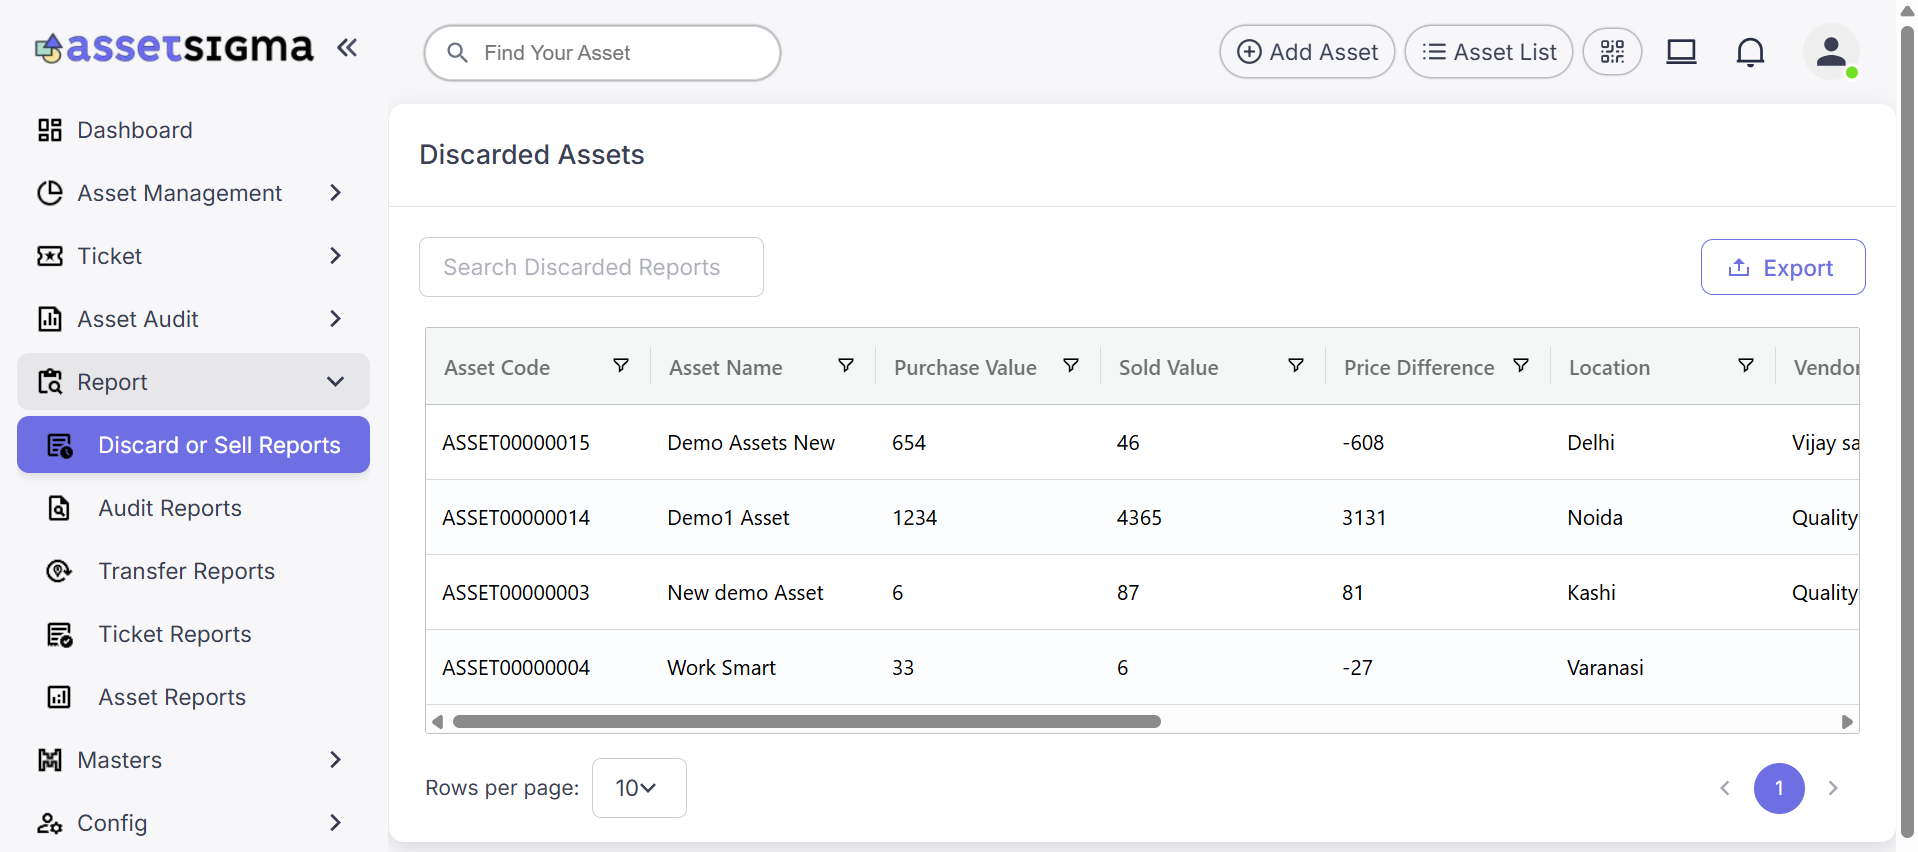 assetsigma
Find Your Asset
Add Asset
Asset List
Dashboard
Asset Management
Ticket
Asset Audit
Report
Discard or Sell Reports
Audit Reports
Transfer Reports
Ticket Reports
Asset Reports
Masters
Config
Discarded Assets
Search Discarded Reports
Export
Asset Code Asset Name Purchase Value Sold Value Price Difference Location Vendor
ASSET00000015 Demo Assets New 654 46 -608 Delhi Vijay sa
ASSET00000014 Demo1 Asset 1234 4365 3131 Noida Quality
ASSET00000003 New demo Asset 6 87 81 Kashi Quality
ASSET00000004 Work Smart 33 6 -27 Varanasi
Rows per page: 10
1